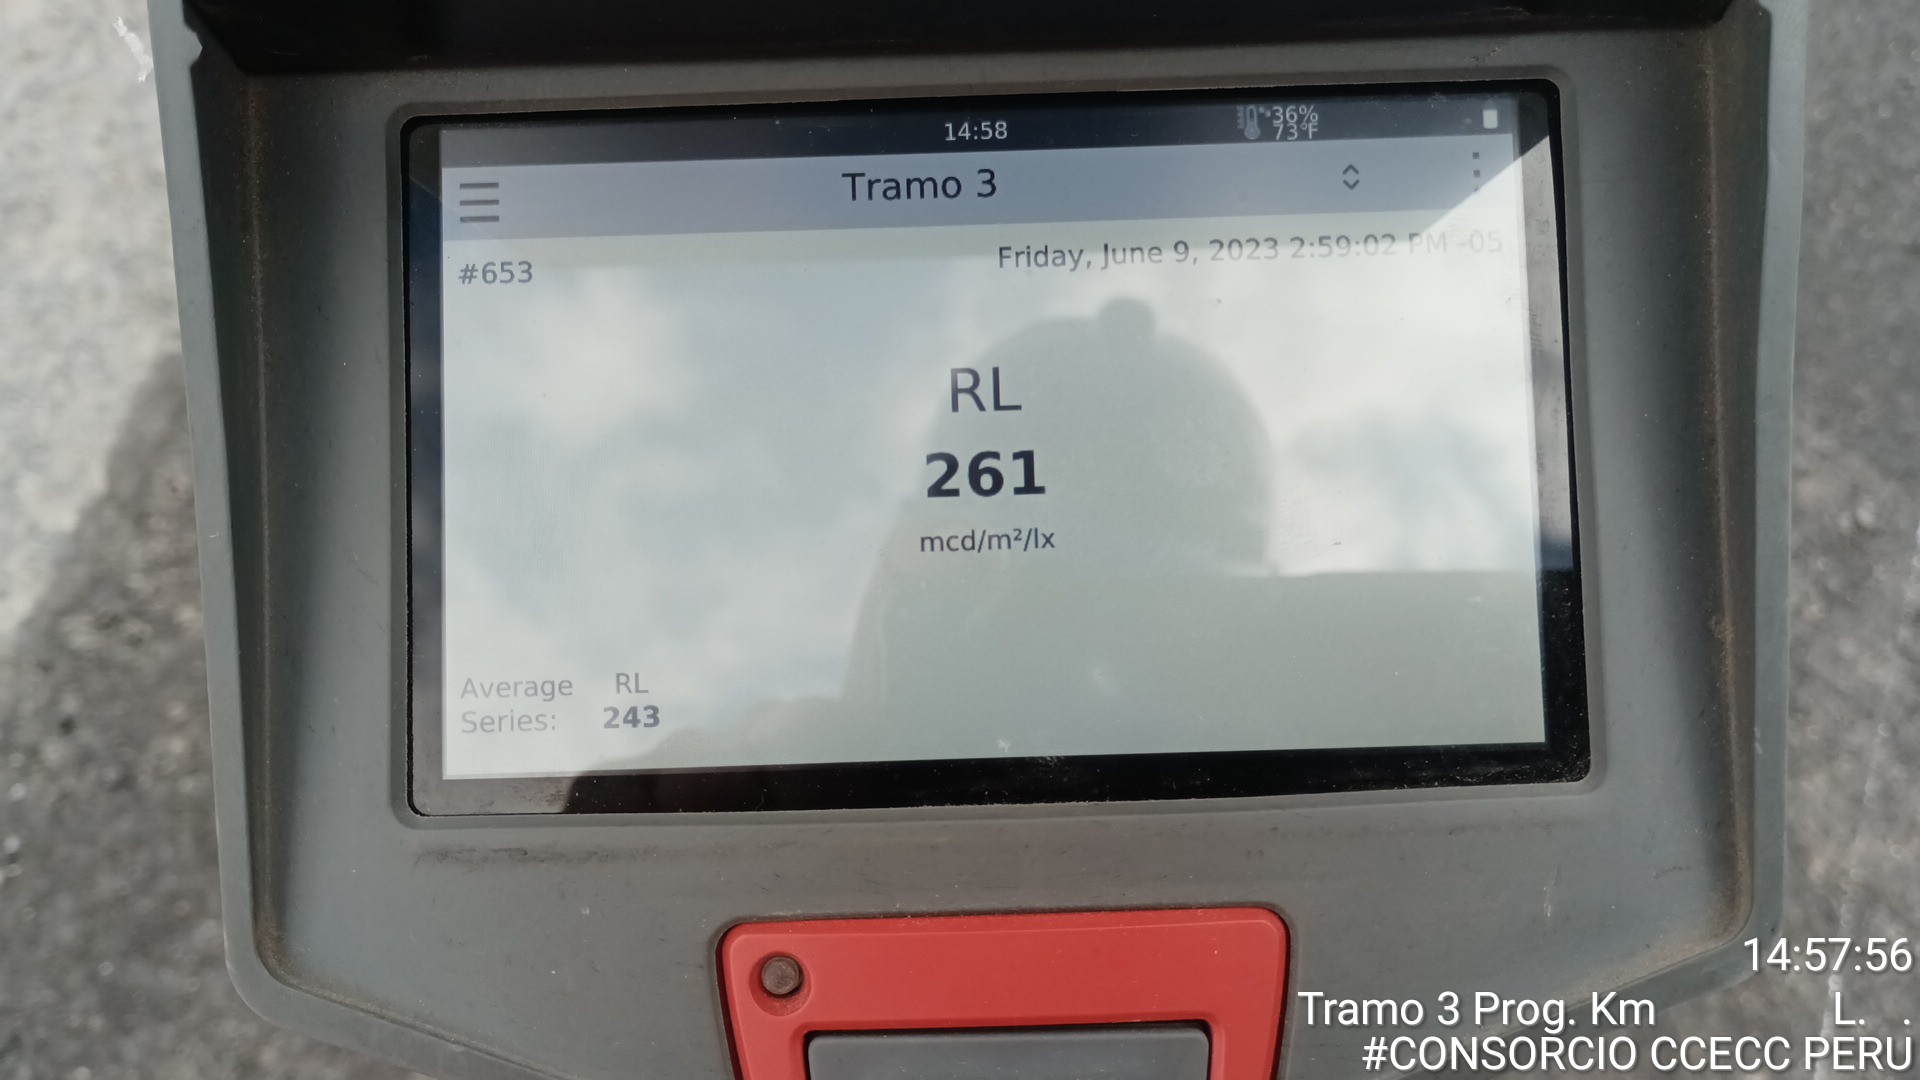 14:58
36%
73°F
Tramo 3
#653
Friday, June 9, 2023 2:59:02 PM -05
RL
261
mcd/m²/lx
Average RL
Series: 243
14:57:56
Tramo 3 Prog. Km L. .
#CONSORCIO CCECC PERU